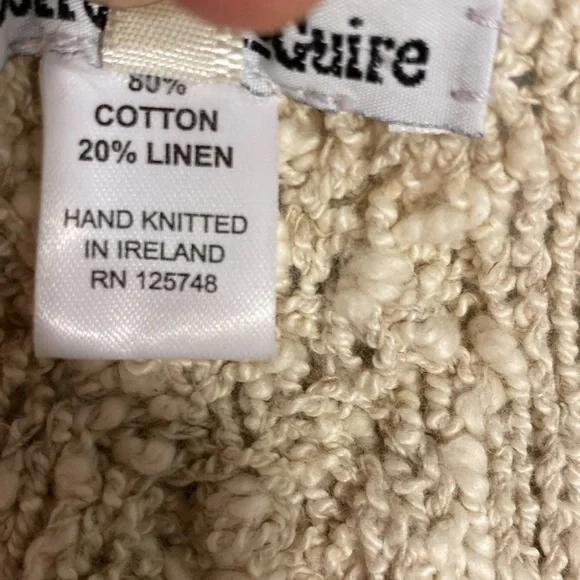 Guire
80%
COTTON
20% LINEN
HAND KNITTED
IN IRELAND
RN 125748